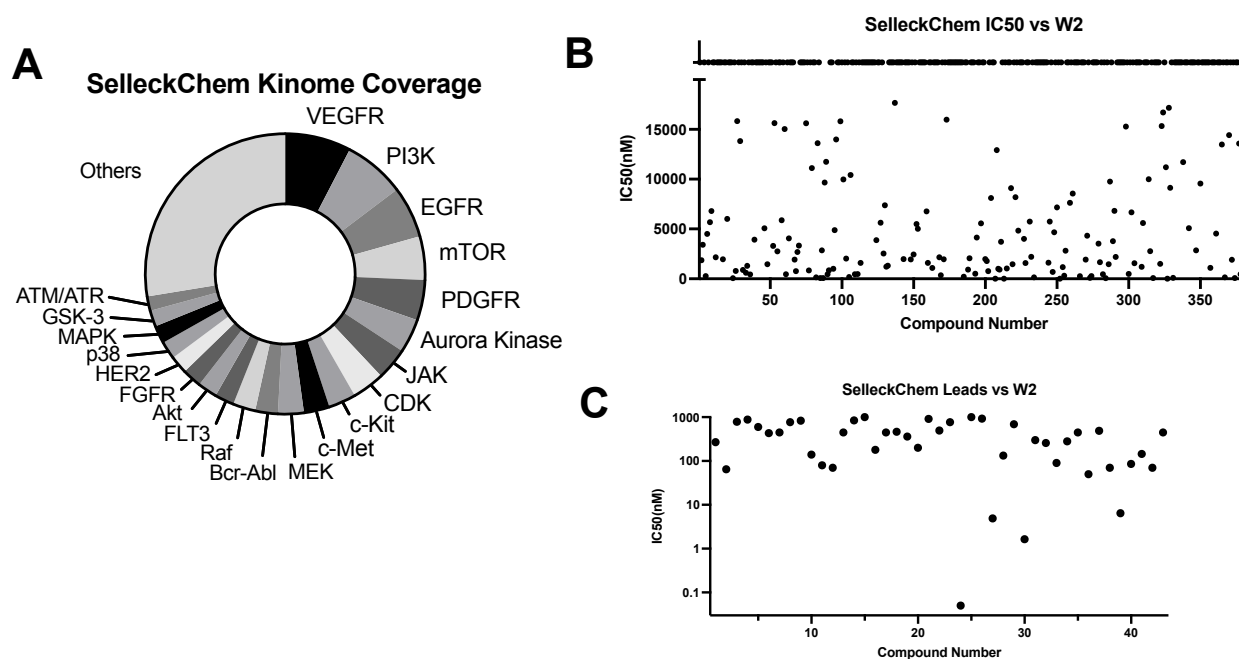 A
SelleckChem Kinome Coverage
VEGFR
PI3K
EGFR
mTOR
PDGFR
Aurora Kinase
JAK
CDK
c-Kit
c-Met
MEK
Bcr-Abl
Raf
FLT3
Akt
FGFR
HER2
p38
MAPK
GSK-3
ATM/ATR
Others
B
SelleckChem IC50 vs W2
IC50(nM)
15000
10000
5000
0
50 100 150 200 250 300 350
Compound Number
C
SelleckChem Leads vs W2
IC50(nM)
1000
100
10
1
0.1
10 20 30 40
Compound Number